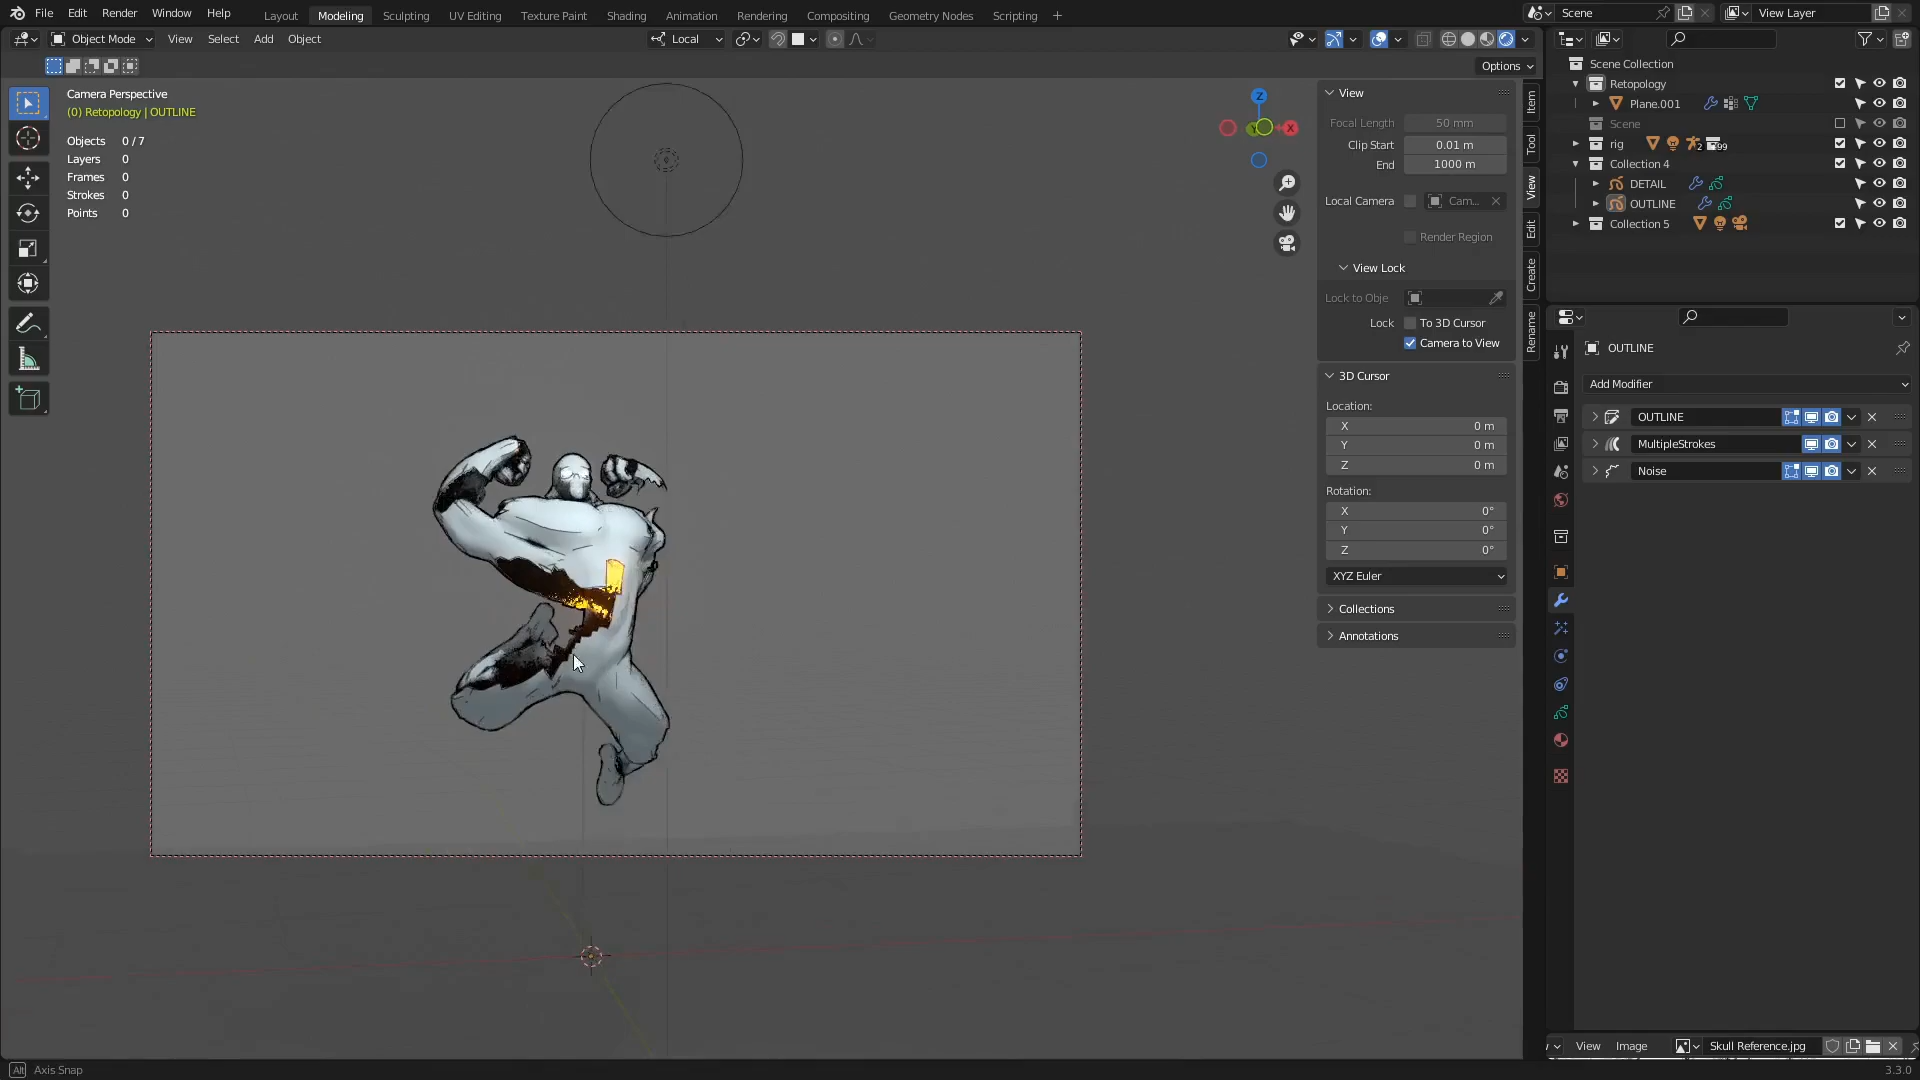 File Edit Render Window Help Layout Modeling Sculpting UV Editing Texture Paint Shading Animation Rendering Compositing Geometry Nodes Scripting + Scene View Layer
Object Mode View Select Add Object Local
Options
Camera Perspective
(0) Retopology | OUTLINE
Objects 0 / 7
Layers 0
Frames 0
Strokes 0
Points 0
Z
X
Y
View
Focal Length 50 mm
Clip Start 0.01 m
End 1000 m
Local Camera Cam...
Render Region
View Lock
Lock to Obje
Lock To 3D Cursor
Camera to View
3D Cursor
Location:
X 0 m
Y 0 m
Z 0 m
Rotation:
X 0°
Y 0°
Z 0°
XYZ Euler
Collections
Annotations
Item
Tool
View
Edit
Create
Rename
Scene Collection
Retopology
Plane.001
Scene
rig 2 99
Collection 4
DETAIL
OUTLINE
Collection 5
OUTLINE
Add Modifier
OUTLINE
MultipleStrokes
Noise
View Image Skull Reference.jpg
Alt Axis Snap
3.3.0